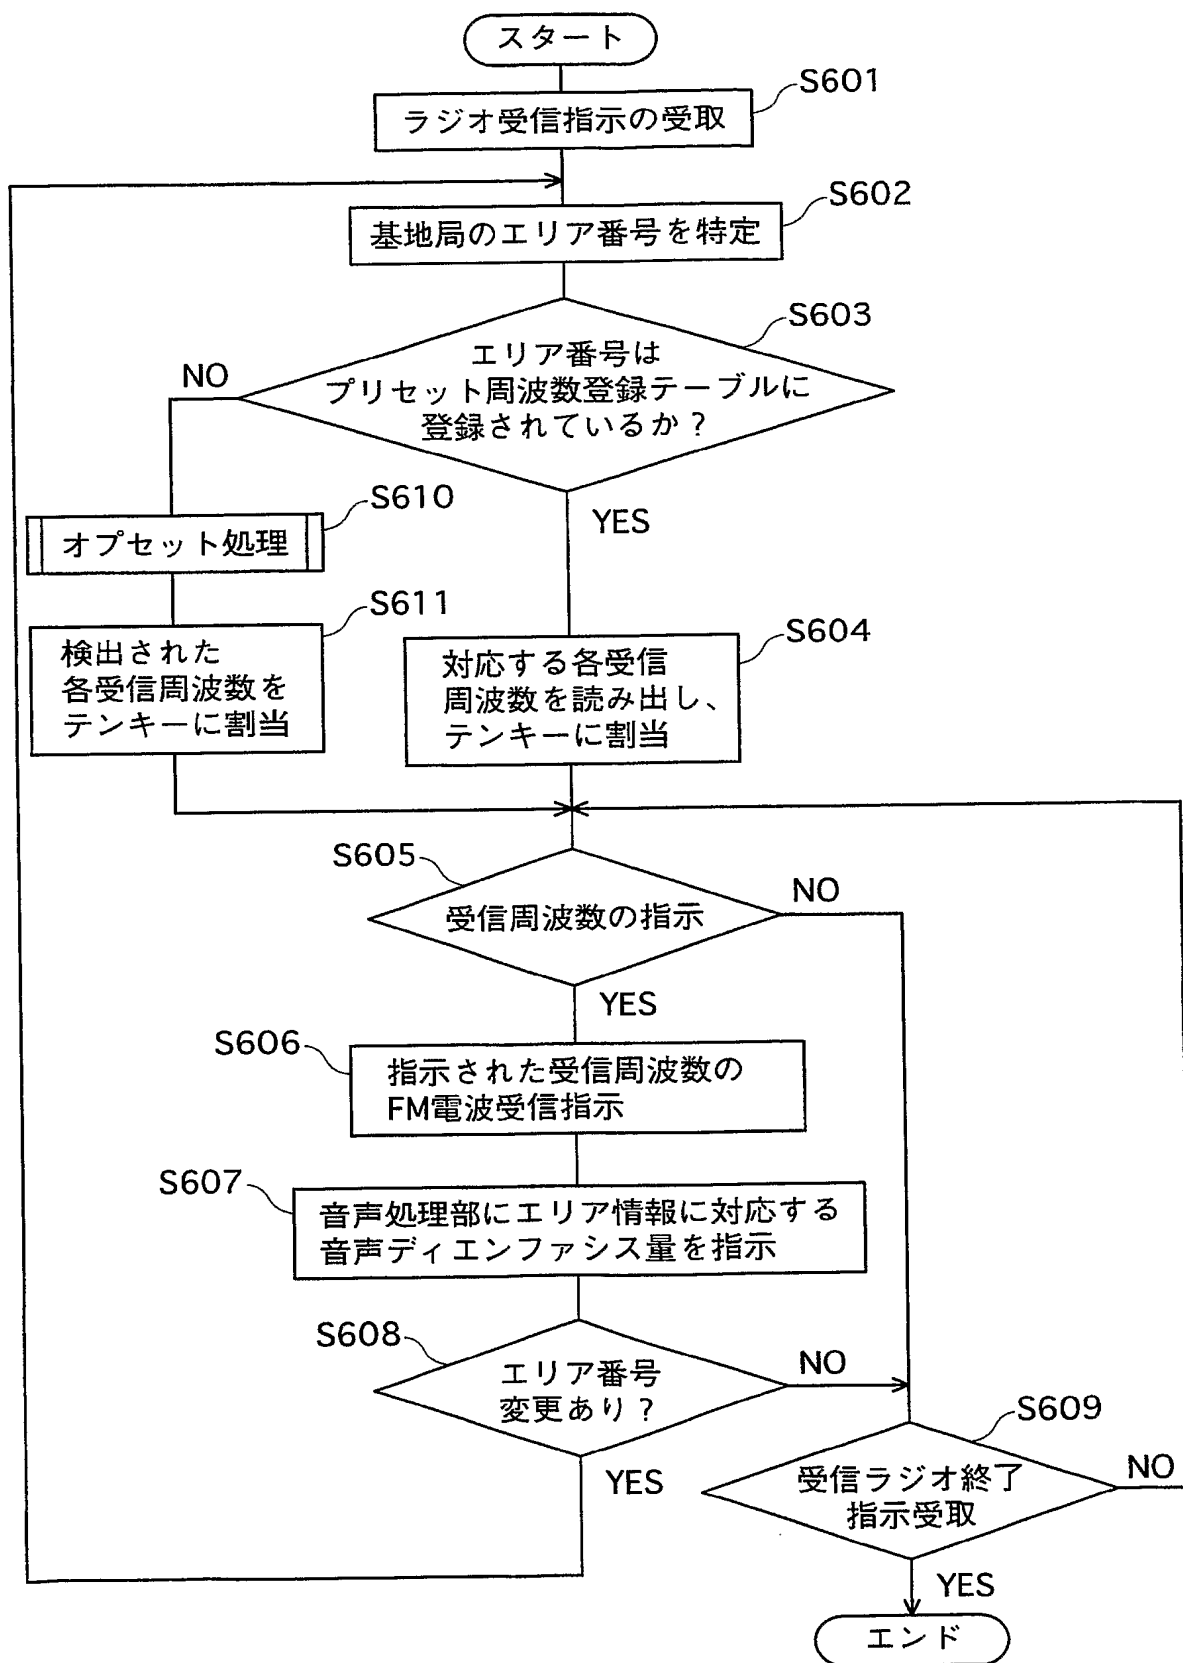 スタート
S601
ラジオ受信指示の受取
S602
基地局のエリア番号を特定
S603
エリア番号は
プリセット周波数登録テーブルに
登録されているか？
NO
YES
S610
オプセット処理
S611
検出された
各受信周波数を
テンキーに割当
S604
対応する各受信
周波数を読み出し、
テンキーに割当
S605
受信周波数の指示
NO
YES
S606
指示された受信周波数の
FM電波受信指示
S607
音声処理部にエリア情報に対応する
音声ディエンファシス量を指示
S608
エリア番号
変更あり？
NO
YES
S609
受信ラジオ終了
指示受取
NO
YES
エンド